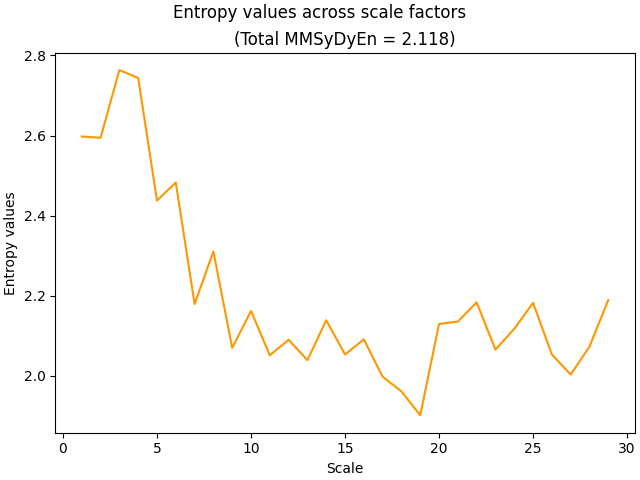 Entropy values across scale factors
(Total MMSyDyEn = 2.118)
2.8
2.6
2.4
2.2
2.0
Entropy values
0 5 10 15 20 25 30
Scale